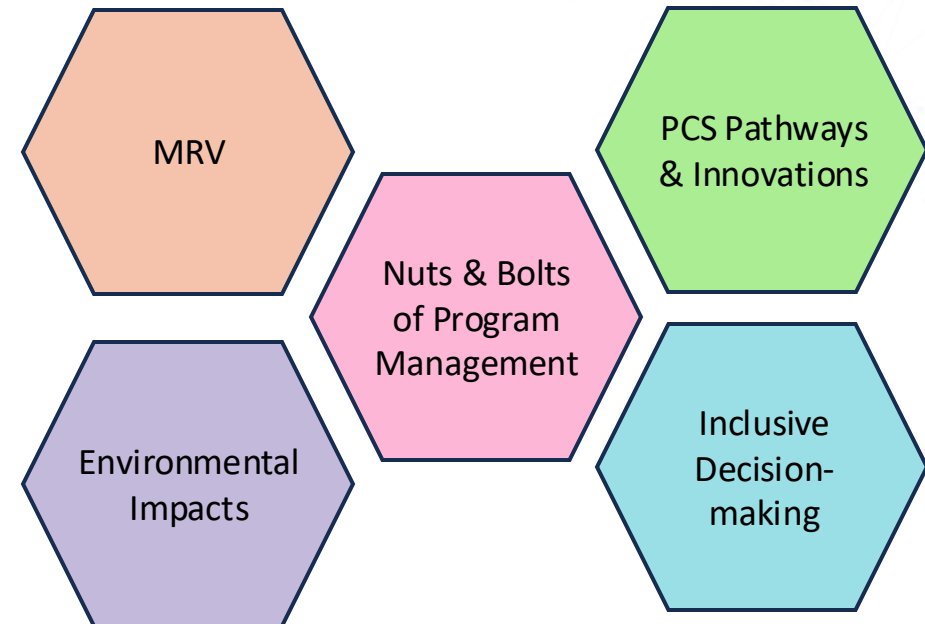 MRV
PCS Pathways
& Innovations
Nuts & Bolts
of Program
Management
Environmental
Impacts
Inclusive
Decision-
making